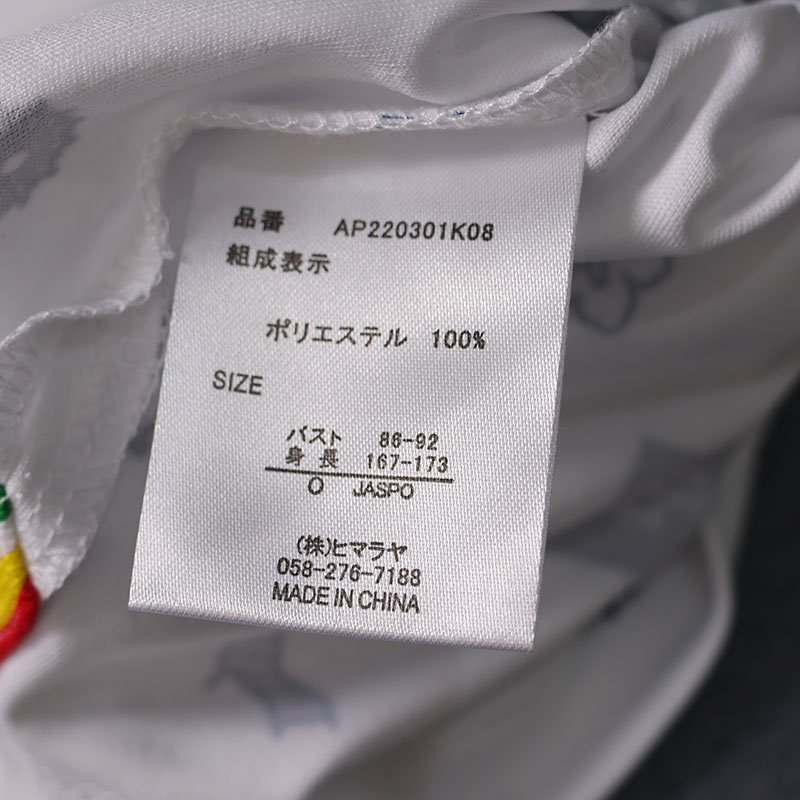 品番 AP220301K08
組成表示
ポリエステル 100%
SIZE
バスト 86-92
身長 167-173
O JASPO
(株)ヒマラヤ
058-276-7188
MADE IN CHINA